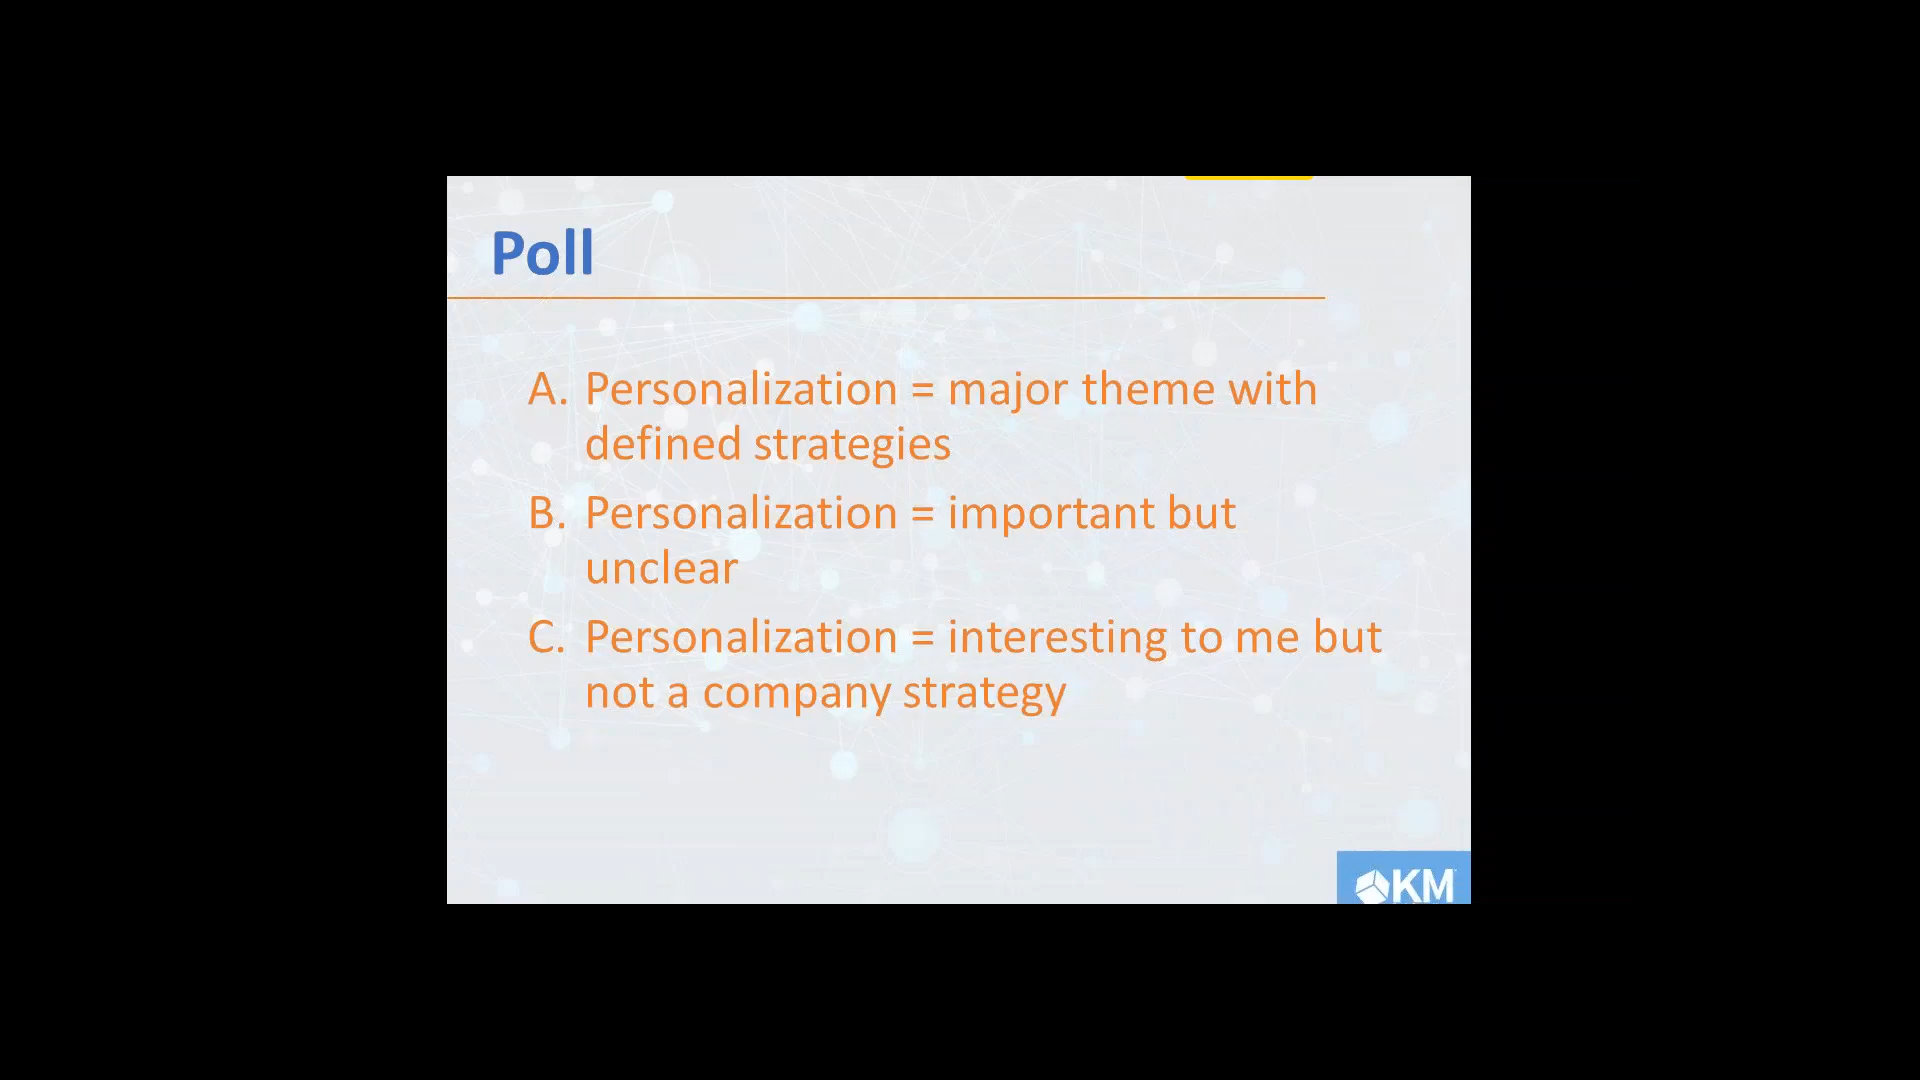 Poll
A. Personalization = major theme with
defined strategies
B. Personalization = important but
unclear
C. Personalization = interesting to me but
not a company strategy
KM